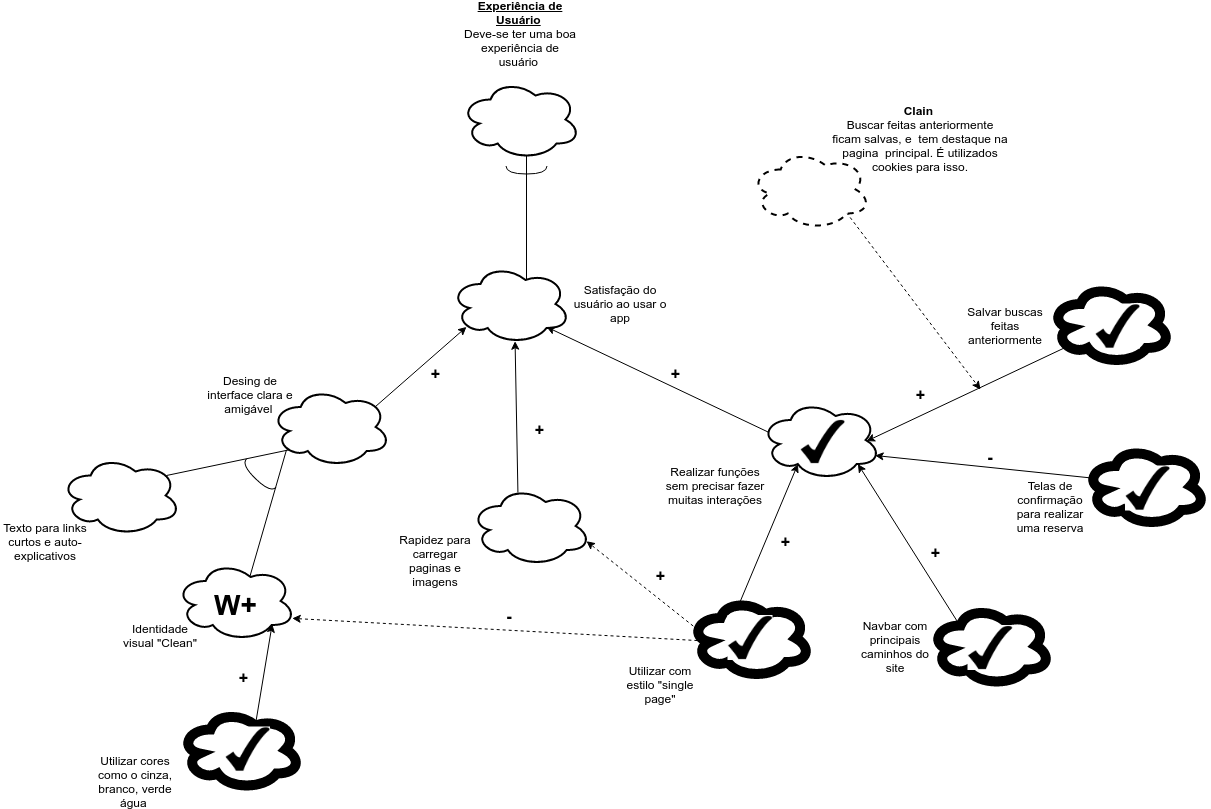 Experiência de
Usuário
Deve-se ter uma boa
experiência de
usuário
Clain
Buscar feitas anteriormente
ficam salvas, e tem destaque na
pagina principal. É utilizados
cookies para isso.
Satisfação do
usuário ao usar o
app
Salvar buscas
feitas
anteriormente
+
+
+
Desing de
interface clara e
amigável
+
-
Realizar funções
sem precisar fazer
muitas interações
Telas de
confirmação
para realizar
uma reserva
Texto para links
curtos e auto-
explicativos
Rapidez para
carregar
paginas e
imagens
+
+
+
W+
-
Identidade
visual "Clean"
Navbar com
principais
caminhos do
site
Utilizar com
estilo "single
page"
+
Utilizar cores
como o cinza,
branco, verde
água